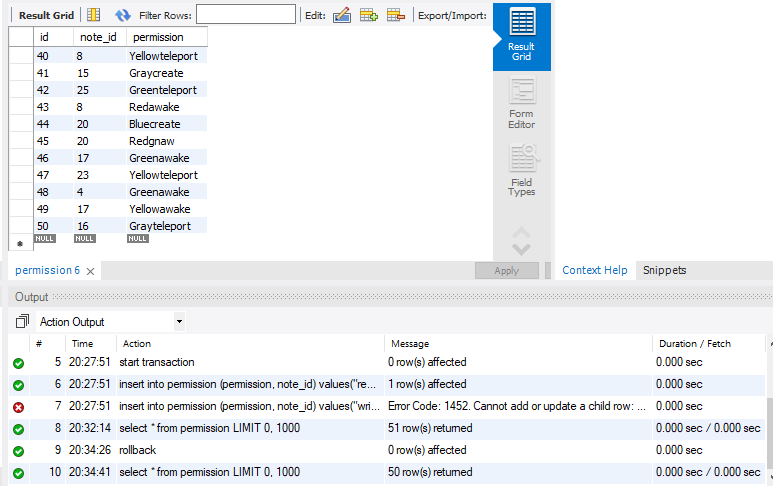 Result Grid Filter Rows: Edit: Export/Import:
Result Grid
Form Editor
Field Types
id note_id permission
40 8 Yellowteleport
41 15 Graycreate
42 25 Greenteleport
43 8 Redawake
44 20 Bluecreate
45 20 Redgnaw
46 17 Greenawake
47 23 Yellowteleport
48 4 Greenawake
49 17 Yellowawake
50 16 Grayteleport
NULL NULL NULL
permission 6 Apply Context Help Snippets
Output
Action Output
# Time Action Message Duration / Fetch
5 20:27:51 start transaction 0 row(s) affected 0.000 sec
6 20:27:51 insert into permission (permission, note_id) values("re... 1 row(s) affected 0.000 sec
7 20:27:51 insert into permission (permission, note_id) values("wri... Error Code: 1452. Cannot add or update a child row: ... 0.000 sec
8 20:32:14 select * from permission LIMIT 0, 1000 51 row(s) returned 0.000 sec / 0.000 sec
9 20:34:26 rollback 0 row(s) affected 0.000 sec
10 20:34:41 select * from permission LIMIT 0, 1000 50 row(s) returned 0.000 sec / 0.000 sec